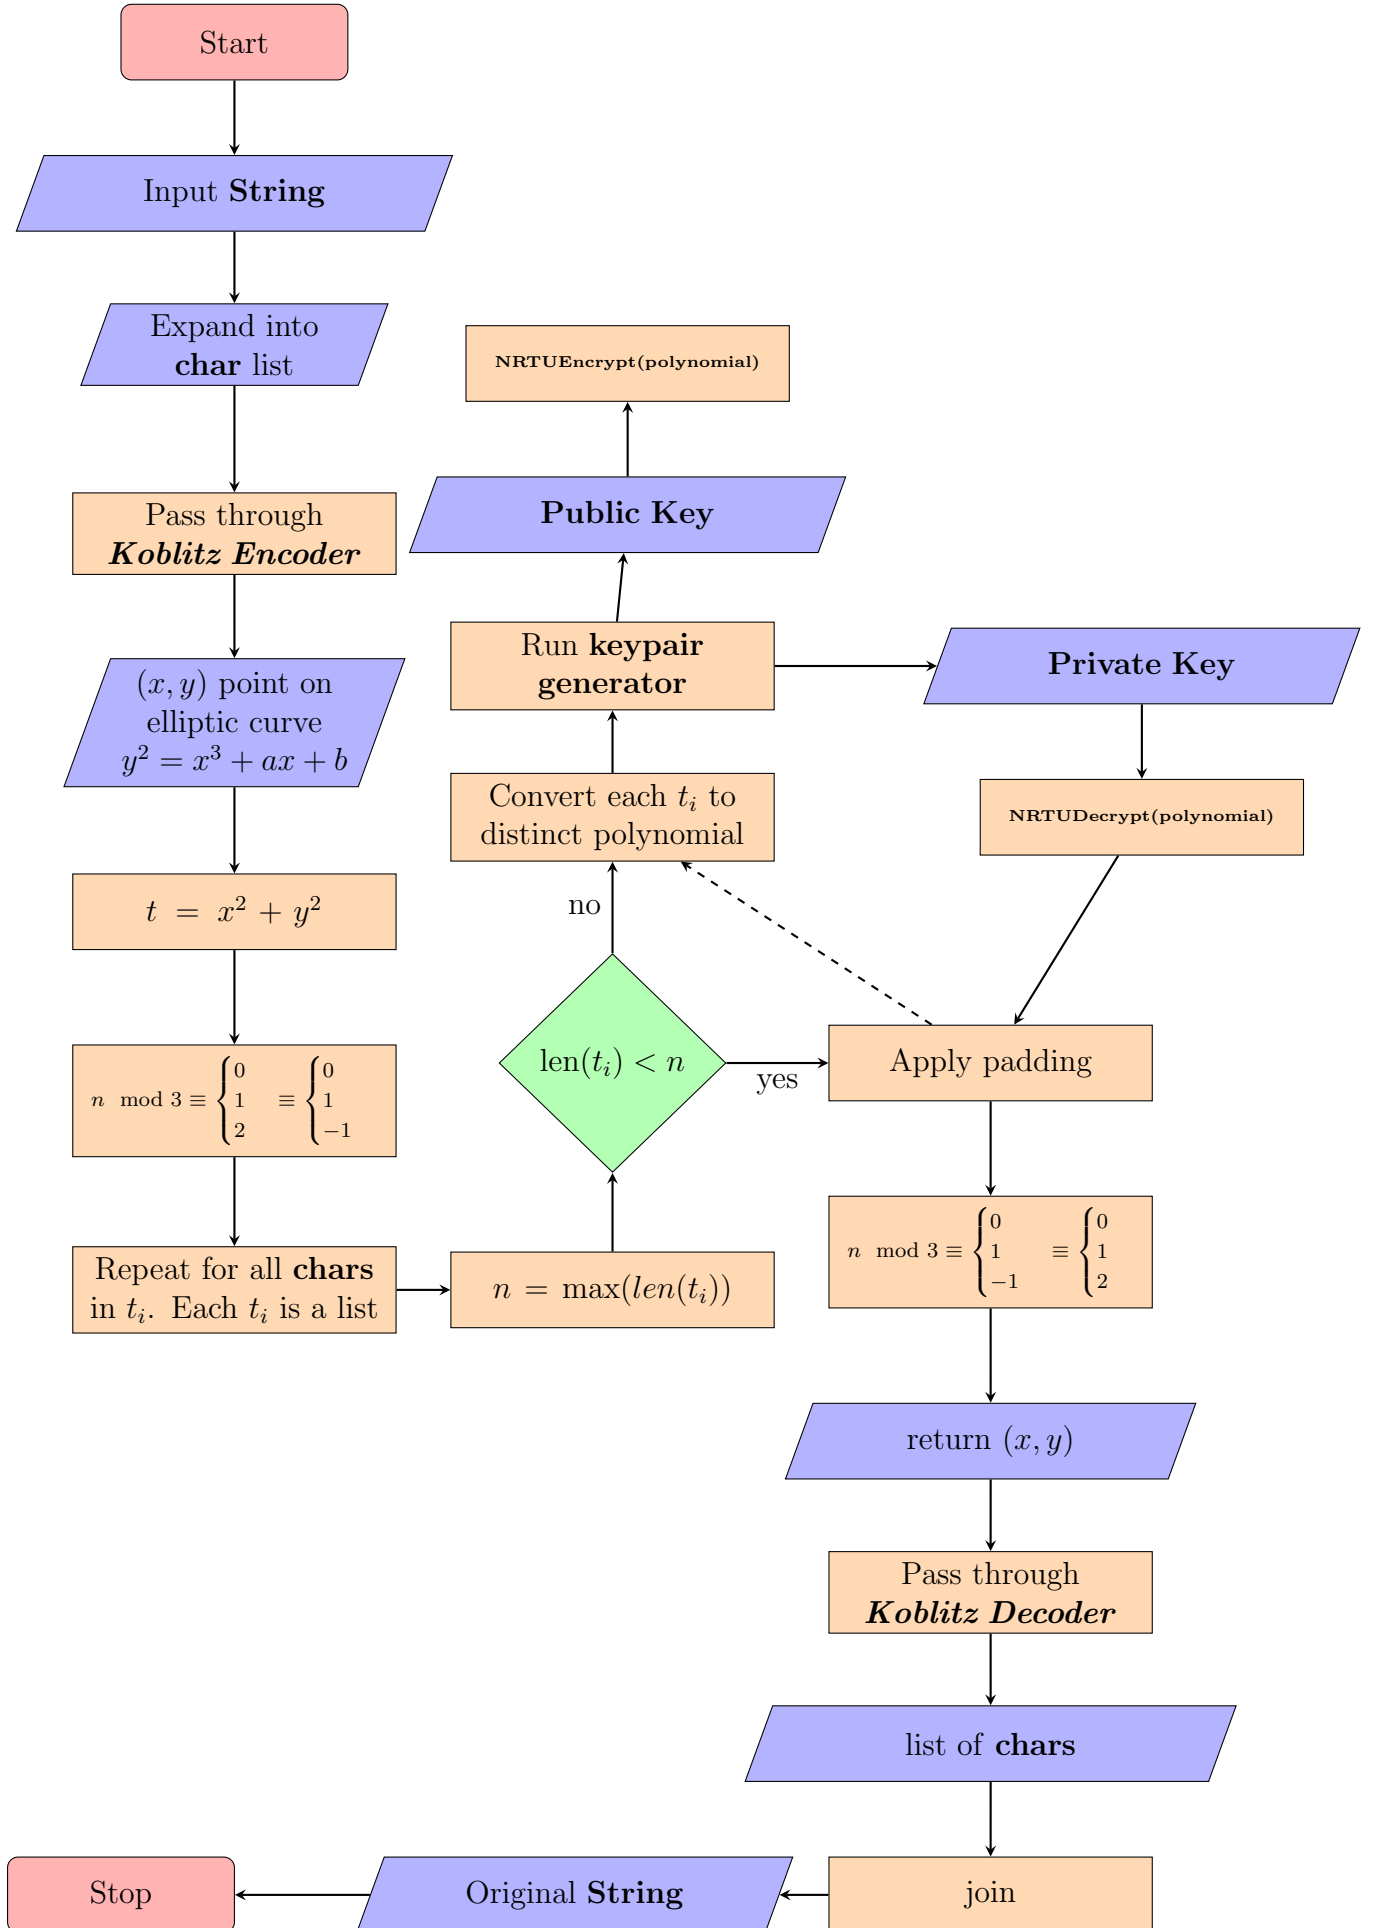 Start
Input String
Expand into
char list
Pass through
Koblitz Encoder
(x, y) point on
elliptic curve
y² = x³ + ax + b
t = x² + y²
n mod 3 ≡ {0 1 2 ≡ {0 1 −1
Repeat for all chars
in tᵢ. Each tᵢ is a list
n = max(len(tᵢ))
len(tᵢ) < n
no
yes
Convert each tᵢ to
distinct polynomial
Run keypair
generator
Public Key
NRTUEncrypt(polynomial)
Private Key
NRTUDecrypt(polynomial)
Apply padding
n mod 3 ≡ {0 1 −1 ≡ {0 1 2
return (x, y)
Pass through
Koblitz Decoder
list of chars
join
Original String
Stop